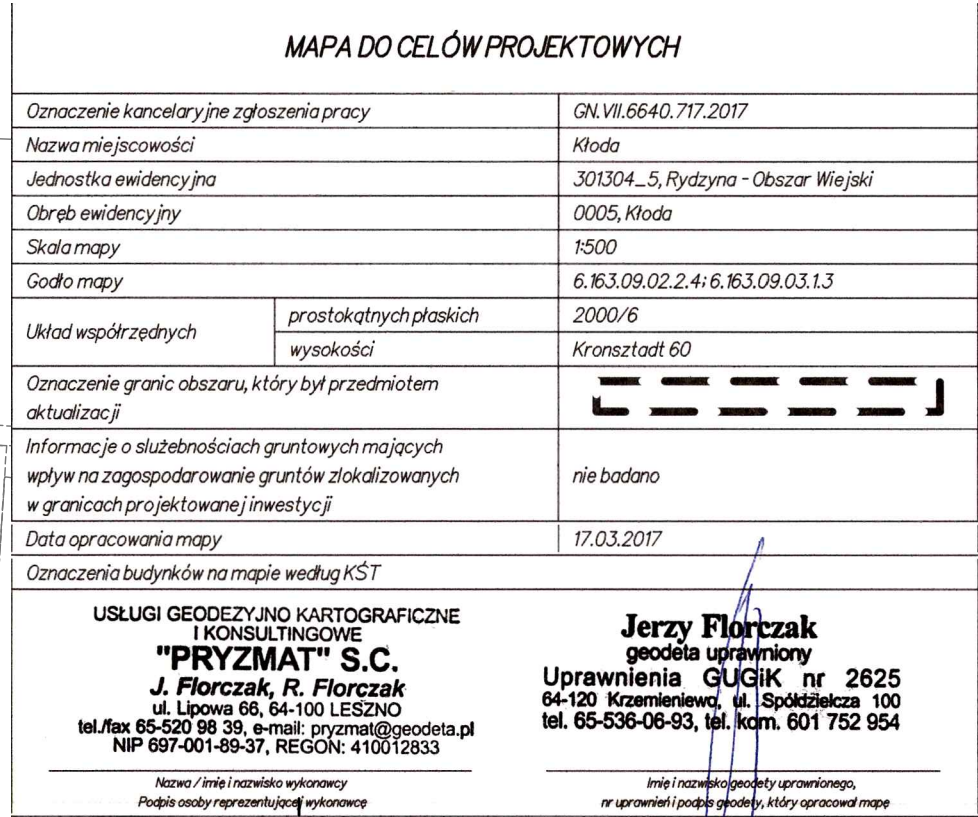 MAPA DO CELÓW PROJEKTOWYCH
Oznaczenie kancelaryjne zgłoszenia pracy GN.VII.6640.717.2017
Nazwa miejscowości Kłoda
Jednostka ewidencyjna 301304_5, Rydzyna - Obszar Wiejski
Obręb ewidencyjny 0005, Kłoda
Skala mapy 1:500
Godło mapy 6.163.09.02.2.4; 6.163.09.03.1.3
Układ współrzędnych prostokątnych płaskich 2000/6
wysokości Kronsztadt 60
Oznaczenie granic obszaru, który był przedmiotem
aktualizacji
Informacje o służebnościach gruntowych mających
wpływ na zagospodarowanie gruntów zlokalizowanych
w granicach projektowanej inwestycji
nie badano
Data opracowania mapy 17.03.2017
Oznaczenia budynków na mapie według KŚT
USŁUGI GEODEZYJNO KARTOGRAFICZNE
I KONSULTINGOWE
"PRYZMAT" S.C.
J. Florczak, R. Florczak
ul. Lipowa 66, 64-100 LESZNO
tel./fax 65-520 98 39, e-mail: pryzmat@geodeta.pl
NIP 697-001-89-37, REGON: 410012833
Nazwa / imię i nazwisko wykonawcy
Podpis osoby reprezentującej wykonawcę
Jerzy Florczak
geodeta uprawniony
Uprawnienia GUGiK nr 2625
64-120 Krzemieniewo, ul. Spółdzielcza 100
tel. 65-536-06-93, tel. kom. 601 752 954
Imię i nazwisko geodety uprawnionego,
nr uprawnień i podpis geodety, który opracował mapę